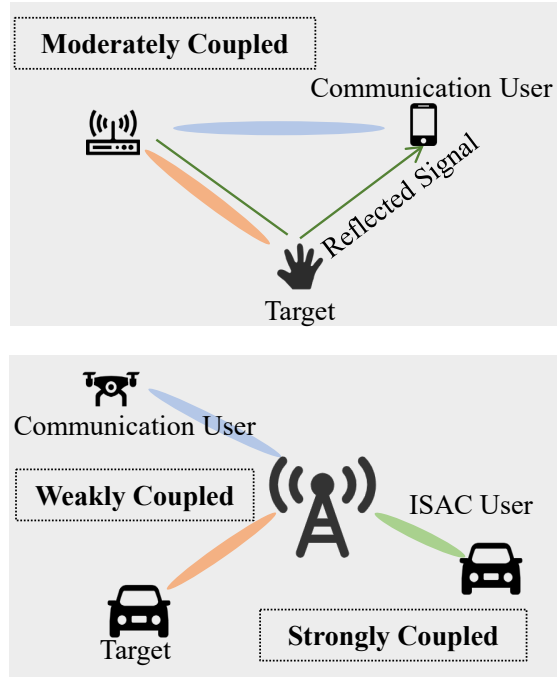 Moderately Coupled
Communication User
Reflected Signal
Target
Communication User
Weakly Coupled
ISAC User
Target
Strongly Coupled